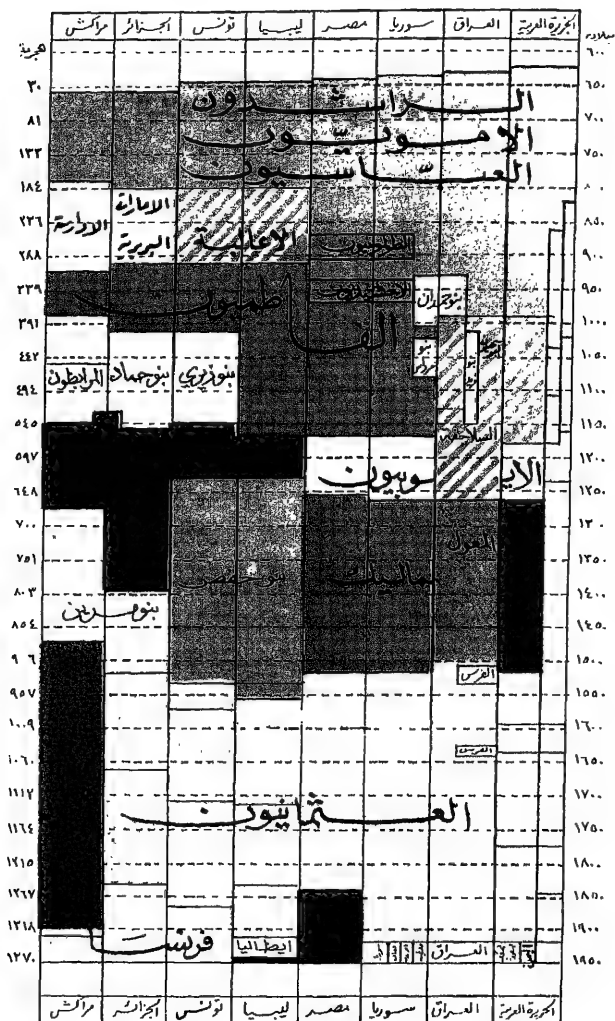 الجزيرة العربية العراق سوريا مصر ليبيا تونس الجزائر مراكش
ميلادية هجرية
٦٠٠
٦٥٠ ٣٠
٧٠٠ ٨١
٧٥٠ ١٣٣
٨٠٠ ١٨٤
٨٥٠ ٢٣٦
٩٠٠ ٢٨٨
٩٥٠ ٣٣٩
١٠٠٠ ٣٩١
١٠٥٠ ٤٤٢
١١٠٠ ٤٩٤
١١٥٠ ٥٤٥
١٢٠٠ ٥٩٧
١٢٥٠ ٦٤٨
١٣٠٠ ٧٠٠
١٣٥٠ ٧٥١
١٤٠٠ ٨٠٣
١٤٥٠ ٨٥٤
١٥٠٠ ٩٠٦
١٥٥٠ ٩٥٧
١٦٠٠ ١٠٠٩
١٦٥٠ ١٠٦٠
١٧٠٠ ١١١٢
١٧٥٠ ١١٦٤
١٨٠٠ ١٢١٥
١٨٥٠ ١٢٦٧
١٩٠٠ ١٣١٨
١٩٥٠ ١٣٧٠
الراشدون
الامويون
العباسيون
الطولونيون
الاغالبة
الامارات
البربرية
الادارسة
الاخشيديون
بنو حمدان
الفاطميون
بنو زيري
بنو حماد
المرابطون
السلاجقة
الايوبيون
المغول
المماليك
بنو حفص
بنو مرين
الفرس
الفرس
العثمانيون
العراق
ايطاليا
فرنسا
الجزيرة العربية العراق سوريا مصر ليبيا تونس الجزائر مراكش